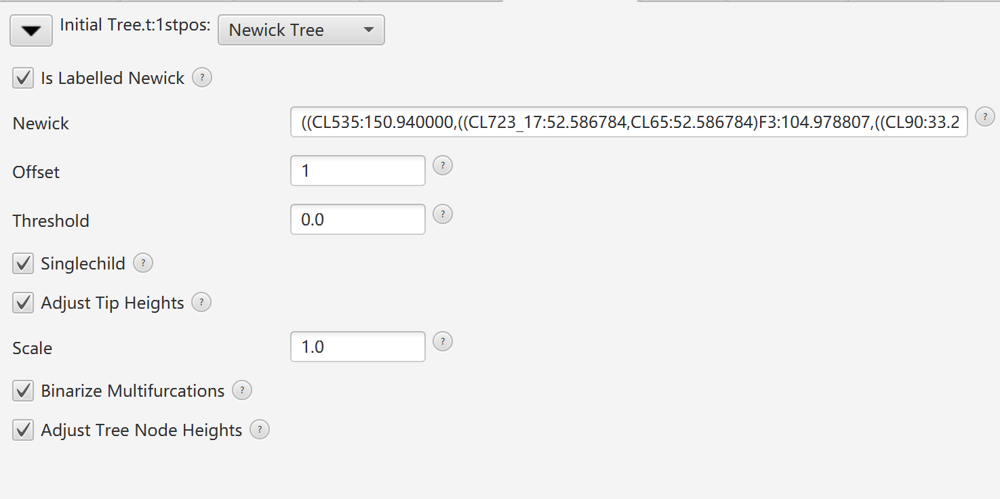 Initial Tree.t:1stpos: Newick Tree
Is Labelled Newick ?
Newick ((CL535:150.940000,((CL723_17:52.586784,CL65:52.586784)F3:104.978807,((CL90:33.2 ?
Offset 1 ?
Threshold 0.0 ?
Singlechild ?
Adjust Tip Heights ?
Scale 1.0 ?
Binarize Multifurcations ?
Adjust Tree Node Heights ?